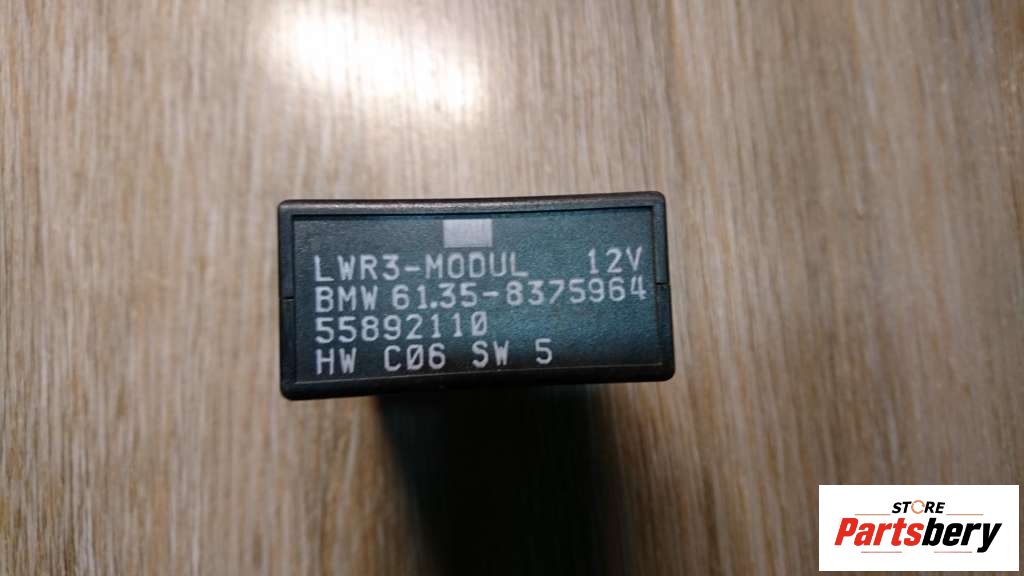 LWR3-MODUL 12V
BMW 61.35-8375964
55892110
HW C06 SW 5
STORE
Partsbery